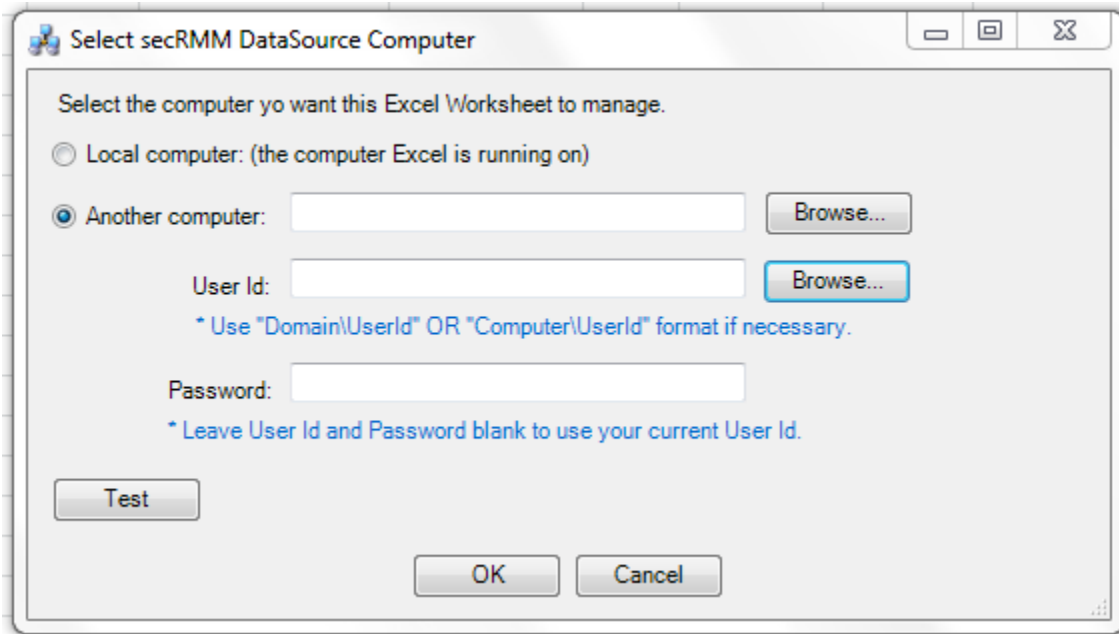 Select secRMM DataSource Computer
Select the computer yo want this Excel Worksheet to manage.
Local computer: (the computer Excel is running on)
Another computer: Browse...
User Id: Browse...
* Use "Domain\UserId" OR "Computer\UserId" format if necessary.
Password:
* Leave User Id and Password blank to use your current User Id.
Test
OK Cancel